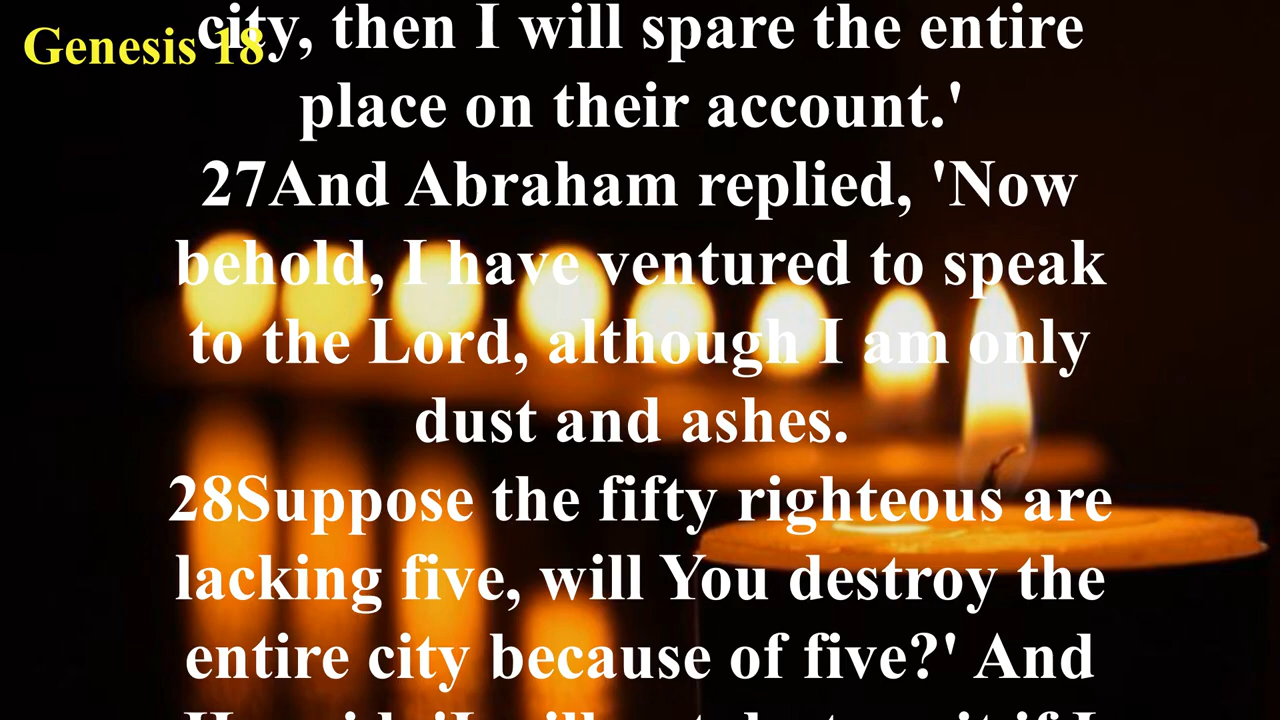 Genesis 18
city, then I will spare the entire
place on their account.'
27And Abraham replied, 'Now
behold, I have ventured to speak
to the Lord, although I am only
dust and ashes.
28Suppose the fifty righteous are
lacking five, will You destroy the
entire city because of five?' And